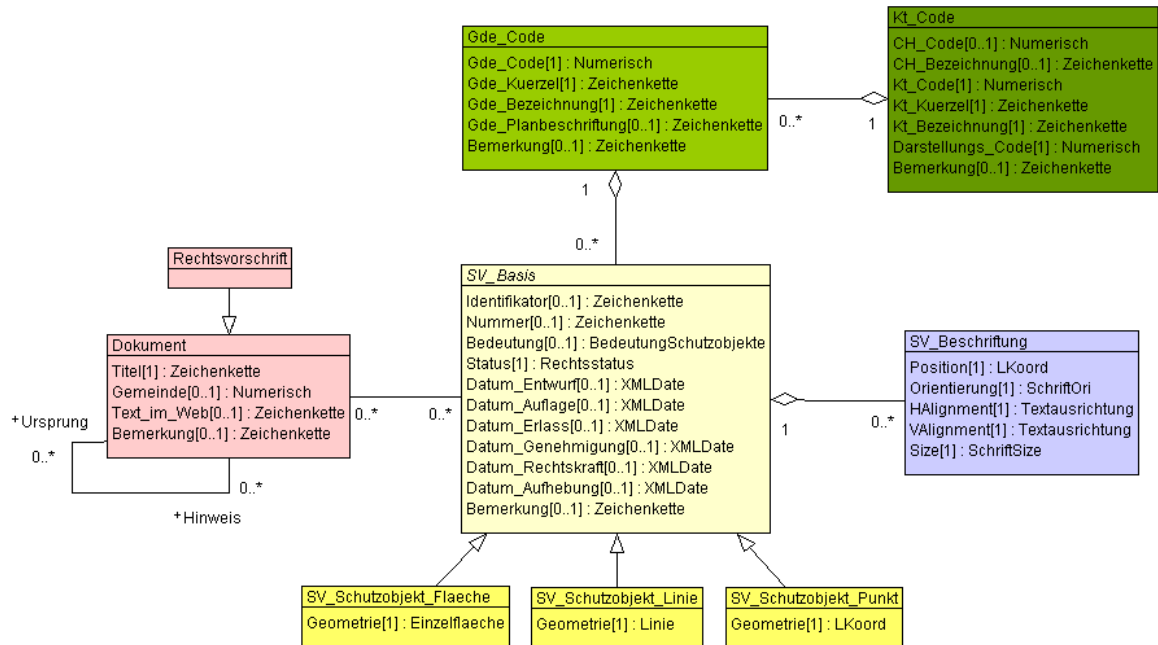 Gde_Code
Gde_Code[1] : Numerisch
Gde_Kuerzel[1] : Zeichenkette
Gde_Bezeichnung[1] : Zeichenkette
Gde_Planbeschriftung[0..1] : Zeichenkette
Bemerkung[0..1] : Zeichenkette
Kt_Code
CH_Code[0..1] : Numerisch
CH_Bezeichnung[0..1] : Zeichenkette
Kt_Code[1] : Numerisch
Kt_Kuerzel[1] : Zeichenkette
Kt_Bezeichnung[1] : Zeichenkette
Darstellungs_Code[1] : Numerisch
Bemerkung[0..1] : Zeichenkette
0..*
1
1
0..*
Rechtsvorschrift
Dokument
Titel[1] : Zeichenkette
Gemeinde[0..1] : Numerisch
Text_im_Web[0..1] : Zeichenkette
Bemerkung[0..1] : Zeichenkette
+Ursprung
0..*
0..*
+Hinweis
0..*
0..*
SV_Basis
Identifikator[0..1] : Zeichenkette
Nummer[0..1] : Zeichenkette
Bedeutung[0..1] : BedeutungSchutzobjekte
Status[1] : Rechtsstatus
Datum_Entwurf[0..1] : XMLDate
Datum_Auflage[0..1] : XMLDate
Datum_Erlass[0..1] : XMLDate
Datum_Genehmigung[0..1] : XMLDate
Datum_Rechtskraft[0..1] : XMLDate
Datum_Aufhebung[0..1] : XMLDate
Bemerkung[0..1] : Zeichenkette
1
0..*
SV_Beschriftung
Position[1] : LKoord
Orientierung[1] : SchriftOri
HAlignment[1] : Textausrichtung
VAlignment[1] : Textausrichtung
Size[1] : SchriftSize
SV_Schutzobjekt_Flaeche
Geometrie[1] : Einzelflaeche
SV_Schutzobjekt_Linie
Geometrie[1] : Linie
SV_Schutzobjekt_Punkt
Geometrie[1] : LKoord